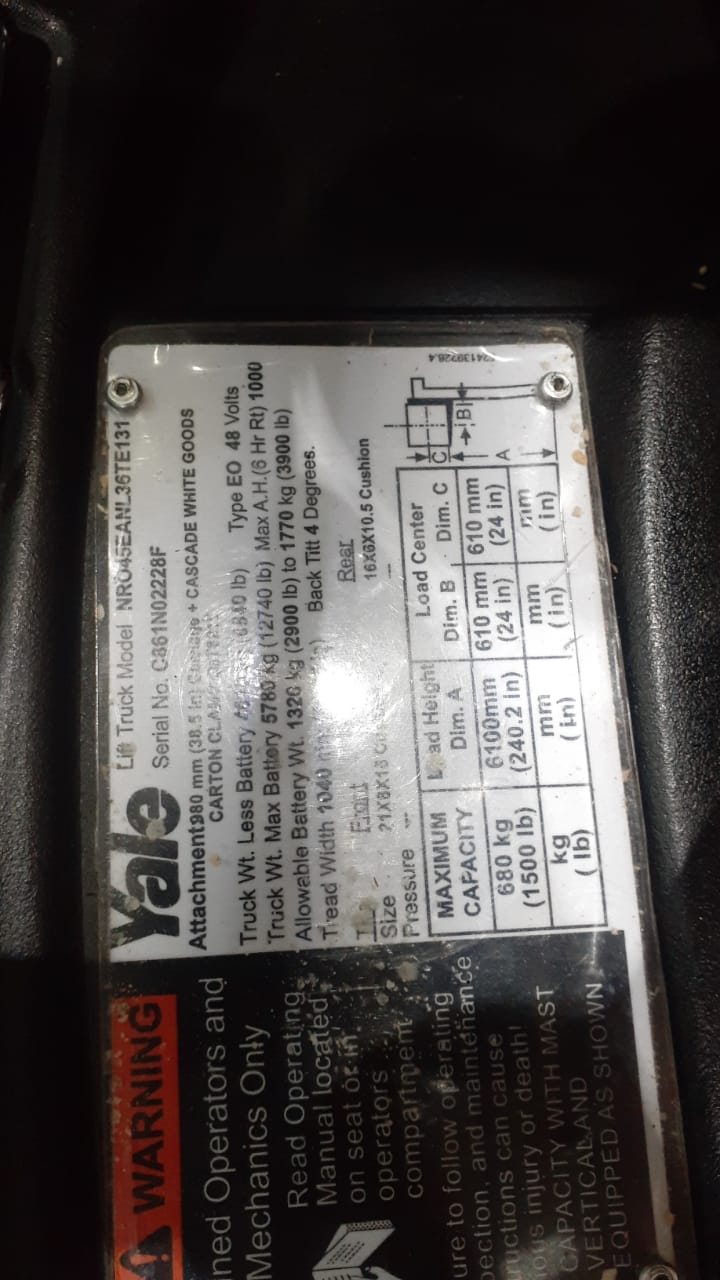 WARNING
ned Operators and
Mechanics Only
Read Operating
Manual located
on seat or in
operators
compartment
ure to follow operating
ection, and maintenance
ructions can cause
ous injury or death!
CAPACITY WITH MAST
VERTICAL AND
EQUIPPED AS SHOWN
Yale
Lift Truck Model NR045EANL36TE131
Serial No. C861N02228F
Attachment 980 mm (38.5 in) + CASCADE WHITE GOODS
CARTON
Truck Wt. Less Battery lb) Type EO 48 Volts
Truck Wt. Max Battery 5780 kg (12740 lb) Max A.H.(6 Hr Rt) 1000
Allowable Battery Wt. 1320 kg (2900 lb) to 1770 kg (3900 lb)
Tread Width 1040 Back Titt 4 Degrees.
Front Rear
Size 16X6X10.5 Cushion
Pressure --- ---
MAXIMUM CAPACITY Load Height Dim. A Load Center Dim. B Dim. C
680 kg 6100mm 610 mm 610 mm
(1500 lb) (240.2 in) (24 in) (24 in)
kg mm mm mm
( lb) ( in) ( in) ( in)
C
B
A